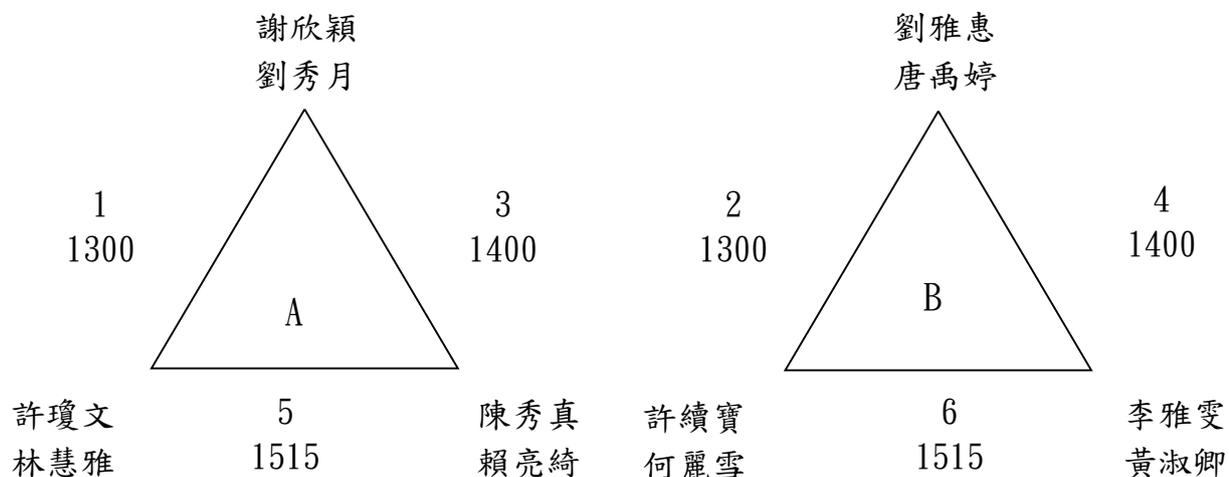 謝欣穎
劉秀月
1
1300
3
1400
A
許瓊文
林慧雅
5
1515
陳秀真
賴亮綺
劉雅惠
唐禹婷
2
1300
4
1400
B
許續寶
何麗雪
6
1515
李雅雯
黃淑卿